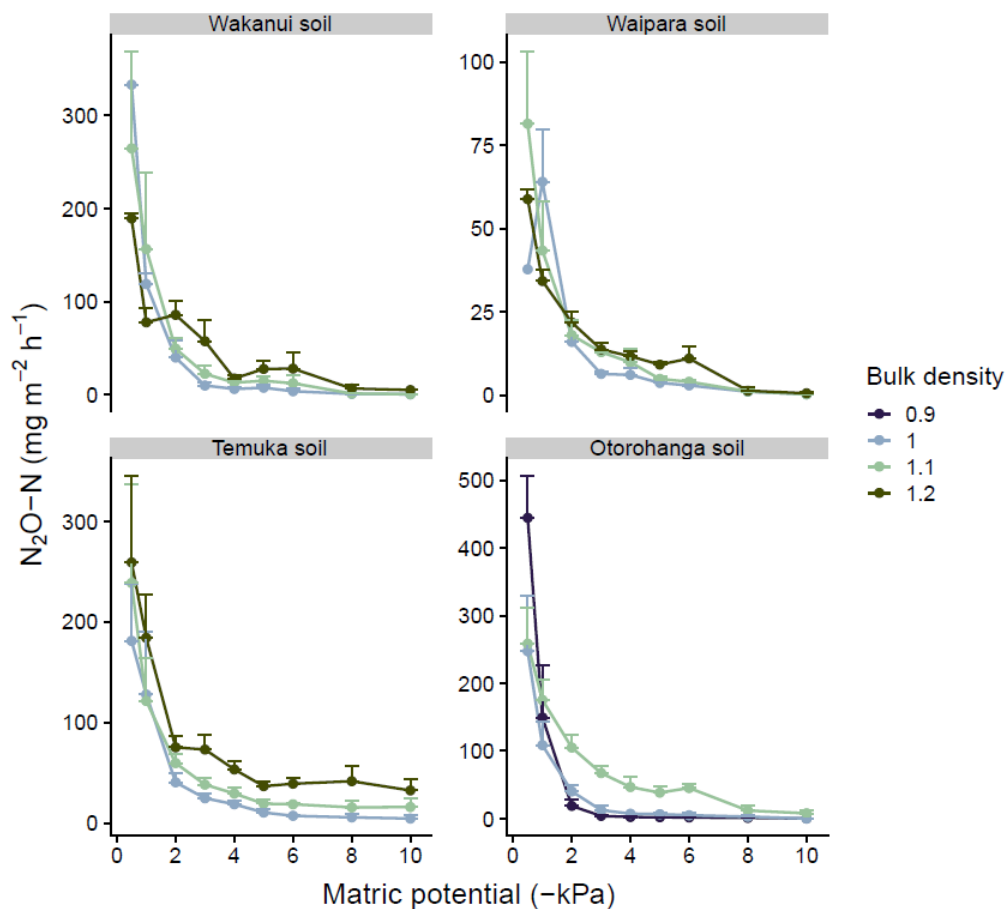 Wakanui soil
Waipara soil
300
200
100
0
100
75
50
25
0
Temuka soil
Otorohanga soil
300
200
100
0
500
400
300
200
100
0
0 2 4 6 8 10
0 2 4 6 8 10
N₂O−N (mg m⁻² h⁻¹)
Matric potential (−kPa)
Bulk density
0.9
1
1.1
1.2